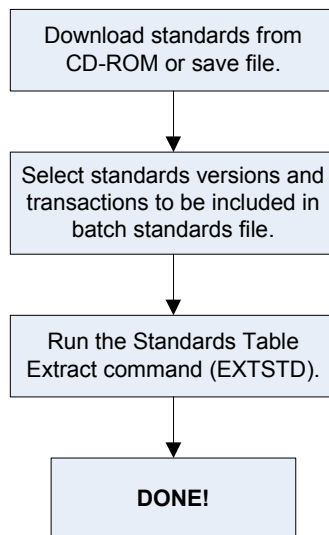 Download standards from
CD-ROM or save file.
Select standards versions and
transactions to be included in
batch standards file.
Run the Standards Table
Extract command (EXTSTD).
DONE!